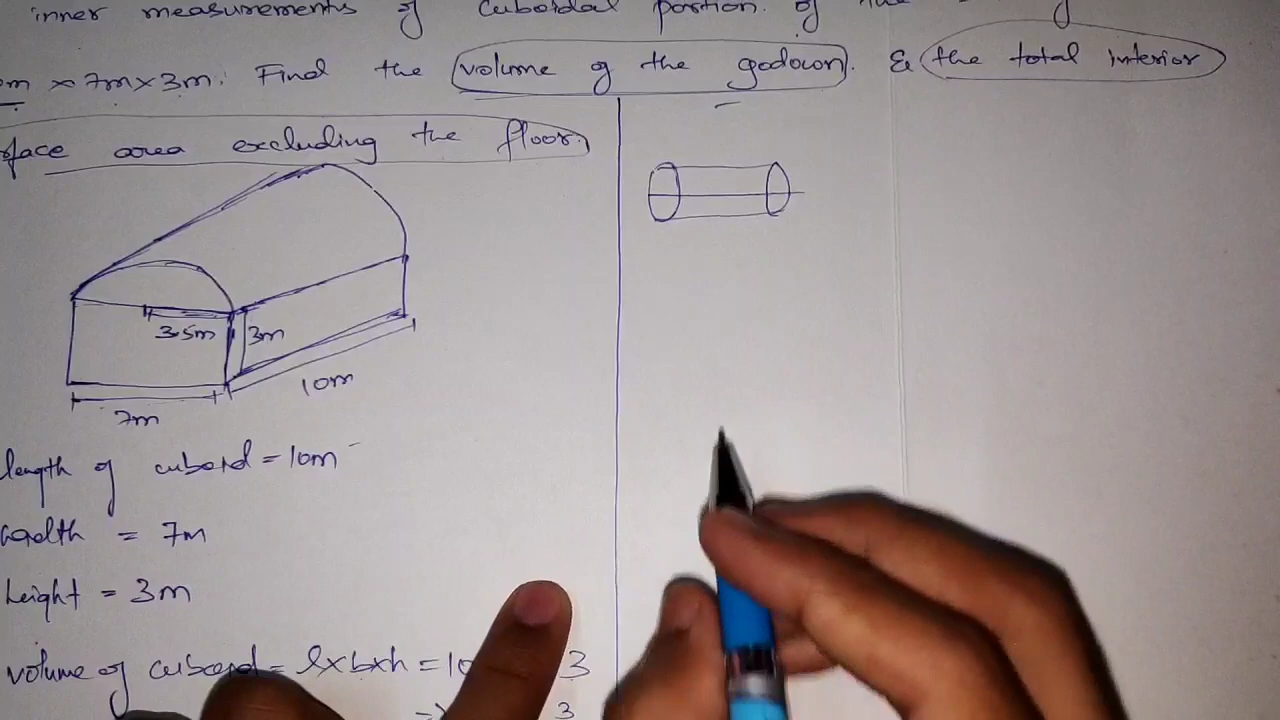 inner measurements of cuboidal portion of
m × 7m × 3m. Find the volume of the godown. & the total interior
rface area excluding the floor.
3.5m
3m
10m
7m
length of cuboid = 10m
eadth = 7m
height = 3m
volume of cuboid = l×b×h = 10 3
= 3